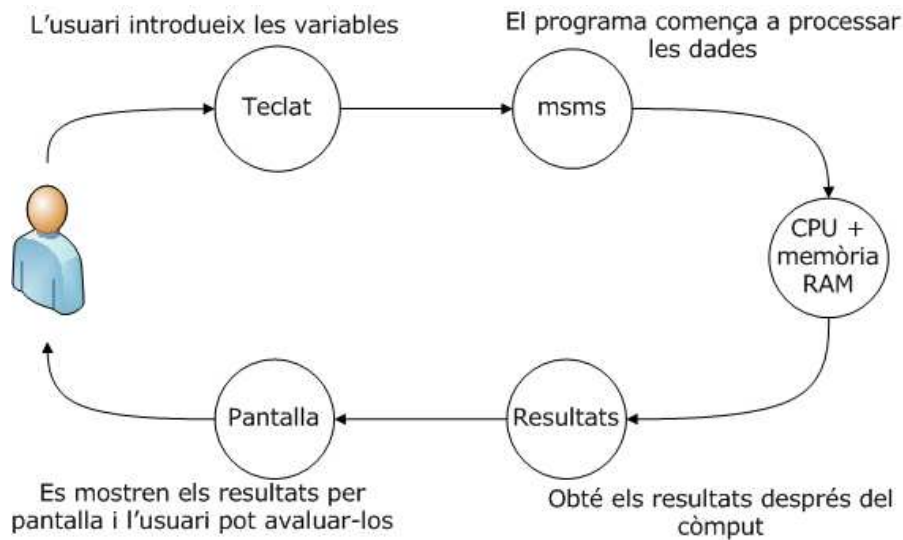 L'usuari introdueix les variables
El programa comença a processar
les dades
Teclat
msms
CPU +
memòria
RAM
Pantalla
Resultats
Es mostren els resultats per
pantalla i l'usuari pot avaluar-los
Obté els resultats després del
còmput